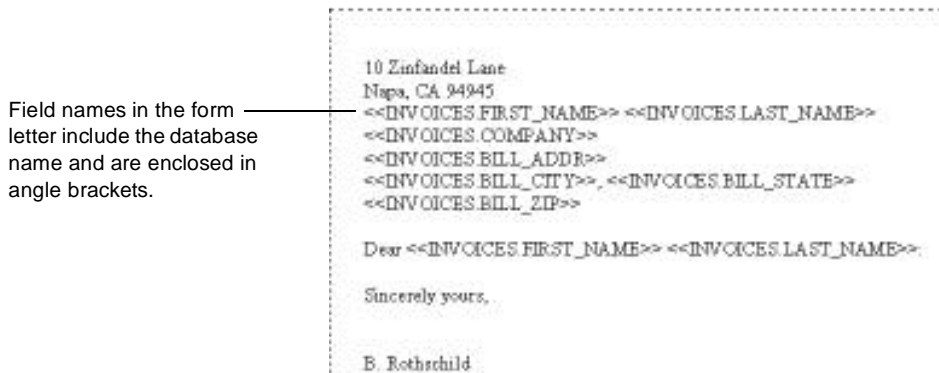 Field names in the form
letter include the database
name and are enclosed in
angle brackets.
10 Zinfandel Lane
Napa, CA 94945
<<INVOICES.FIRST_NAME>> <<INVOICES.LAST_NAME>>
<<INVOICES.COMPANY>>
<<INVOICES.BILL_ADDR>>
<<INVOICES.BILL_CITY>>, <<INVOICES.BILL_STATE>>
<<INVOICES.BILL_ZIP>>
Dear <<INVOICES.FIRST_NAME>> <<INVOICES.LAST_NAME>>:
Sincerely yours,
B. Rothschild